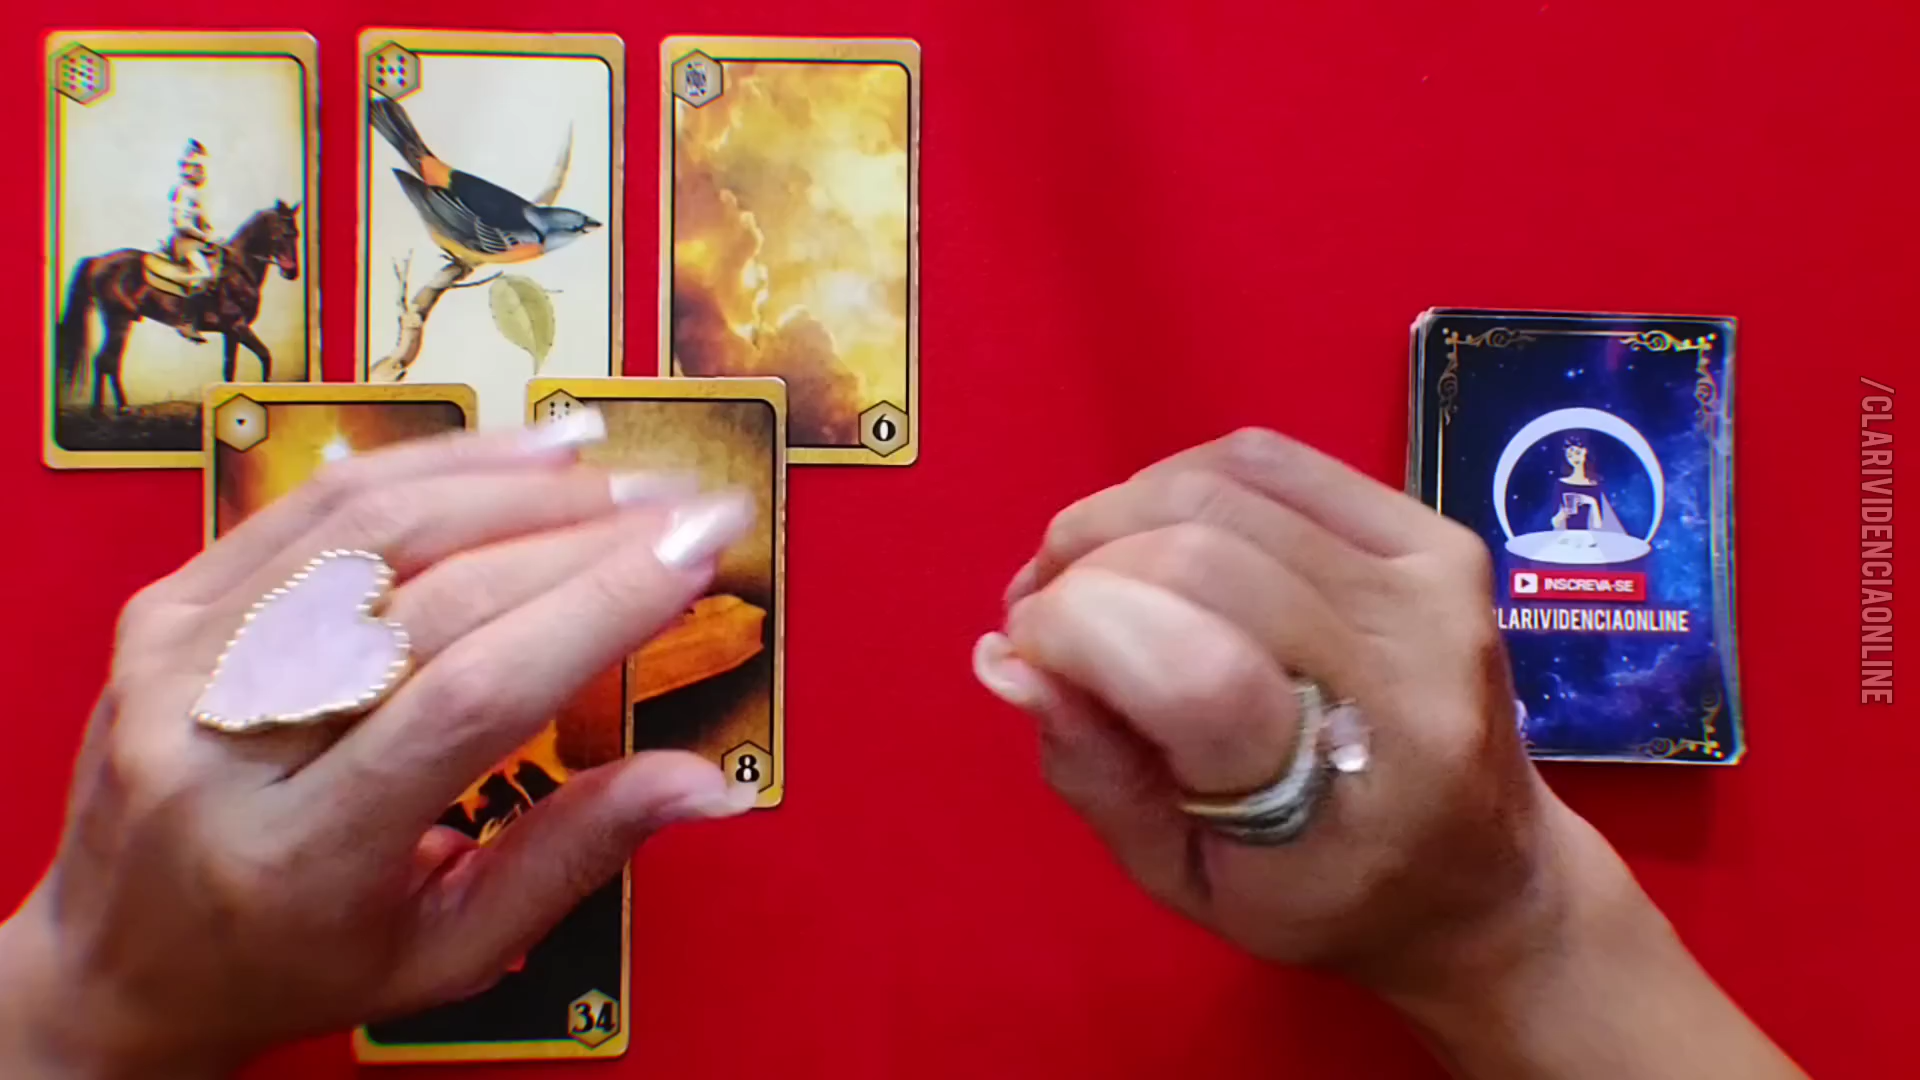 6
8
34
INSCREVA-SE
LARIVIDENCIAONLINE
/CLARIVIDENCIAONLINE